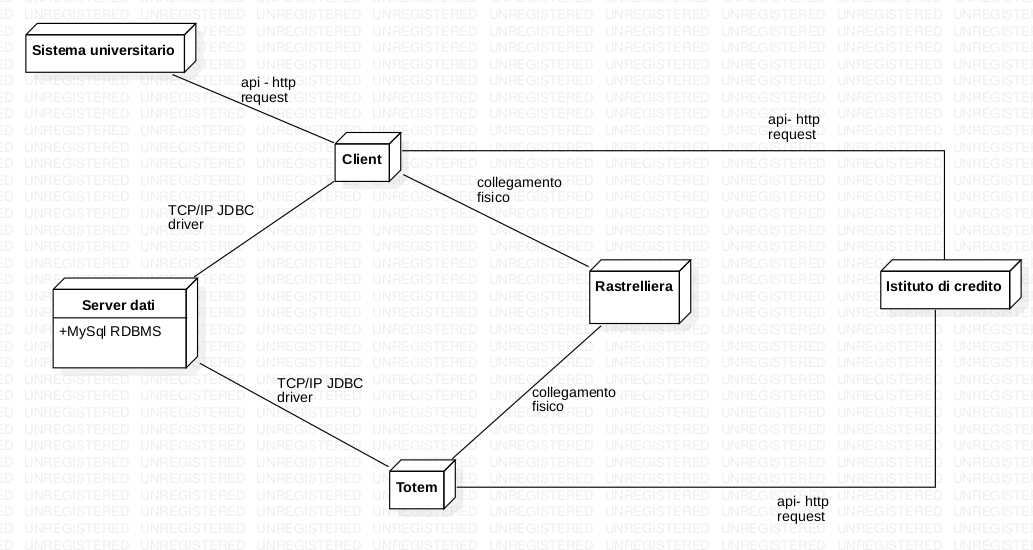 Sistema universitario
api - http
request
api- http
request
Client
collegamento
fisico
TCP/IP JDBC
driver
Rastrelliera
Istituto di credito
Server dati
+MySql RDBMS
TCP/IP JDBC
driver
collegamento
fisico
Totem
api- http
request
UNREGISTERED